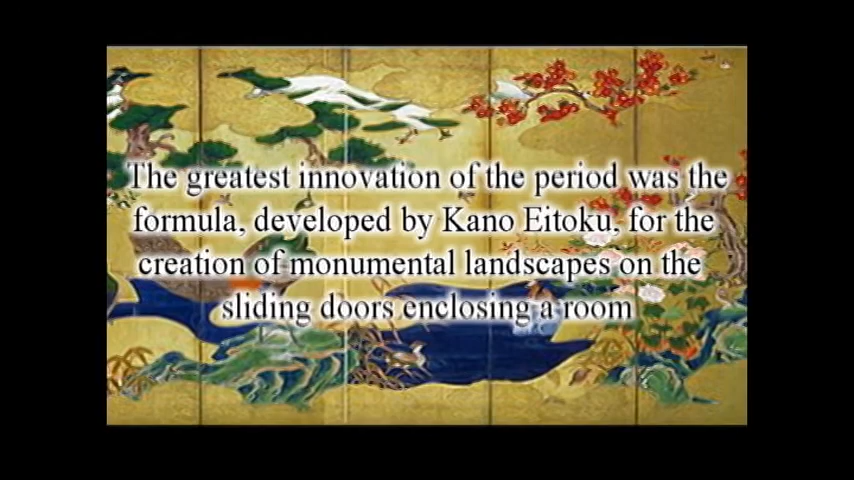 The greatest innovation of the period was the
formula, developed by Kano Eitoku, for the
creation of monumental landscapes on the
sliding doors enclosing a room